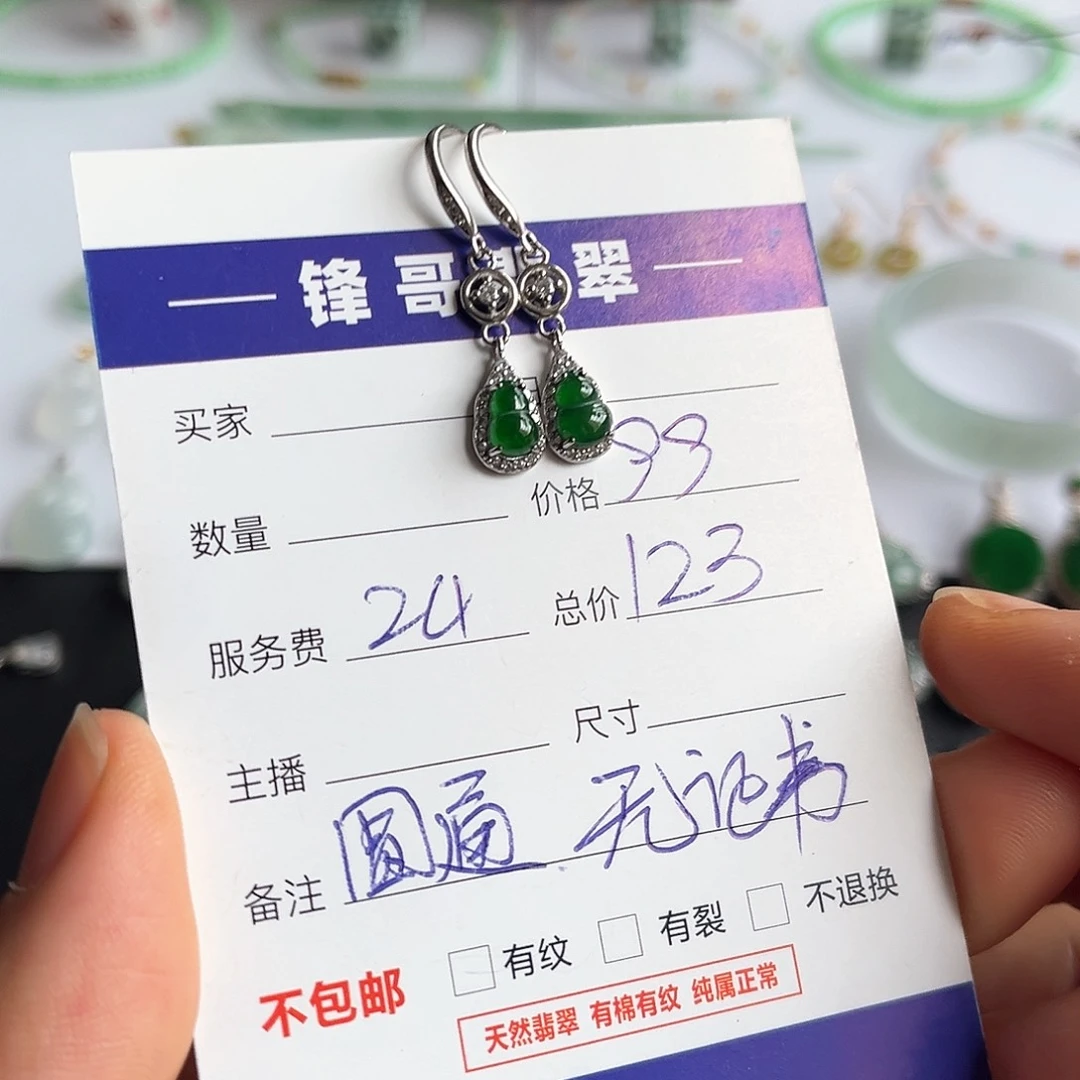 锋哥翡翠
买家
数量 价格 99
服务费 24 总价 123
主播 尺寸
备注 圆通 无证书
不包邮 有纹 有裂 不退换
天然翡翠 有棉有纹 纯属正常